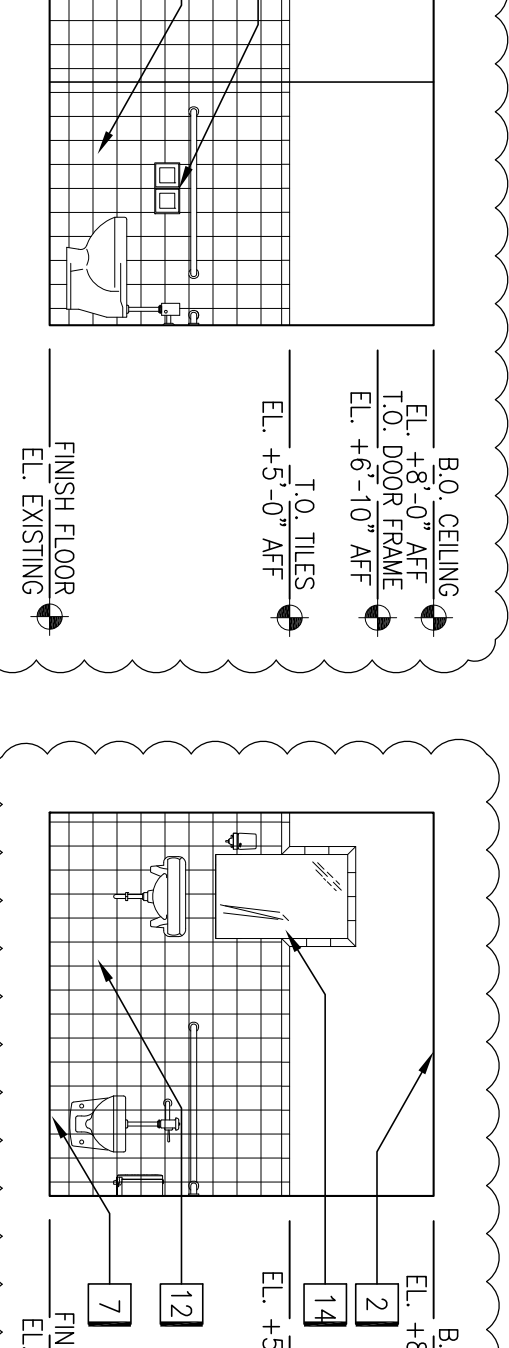 B.O. CEILING
EL. +8'-0" AFF
T.O. DOOR FRAME
EL. +6'-10" AFF
T.O. TILES
EL. +5'-0" AFF
FINISH FLOOR
EL. EXISTING
2
14
12
7
B.
EL. +8
EL. +5
FIN
EL.